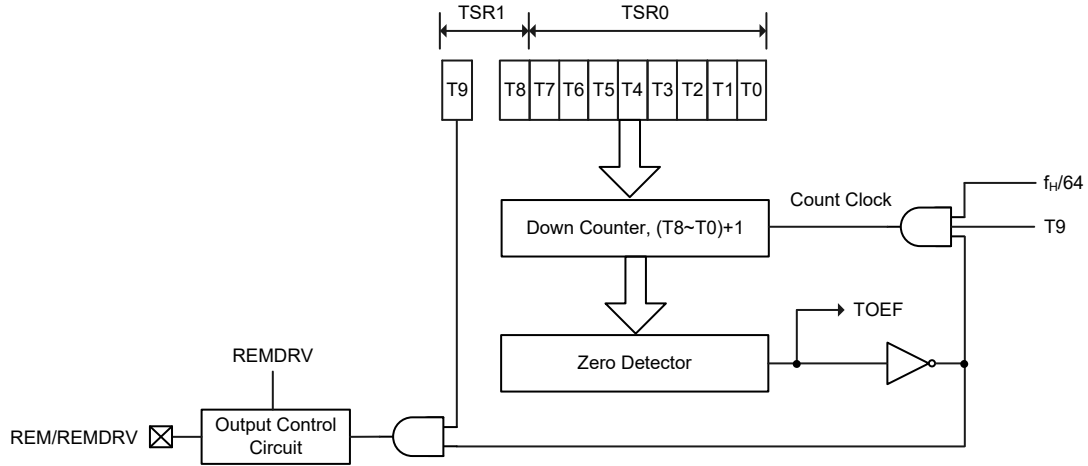 TSR1 TSR0
T9 T8 T7 T6 T5 T4 T3 T2 T1 T0
fH/64
Count Clock
Down Counter, (T8~T0)+1
T9
TOEF
Zero Detector
REMDRV
Output Control
Circuit
REM/REMDRV